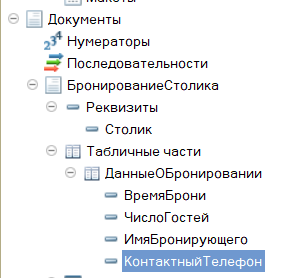 Документы
Нумераторы
Последовательности
БронированиеСтолика
Реквизиты
Столик
Табличные части
ДанныеОБронировании
ВремяБрони
ЧислоГостей
ИмяБронирующего
КонтактныйТелефон